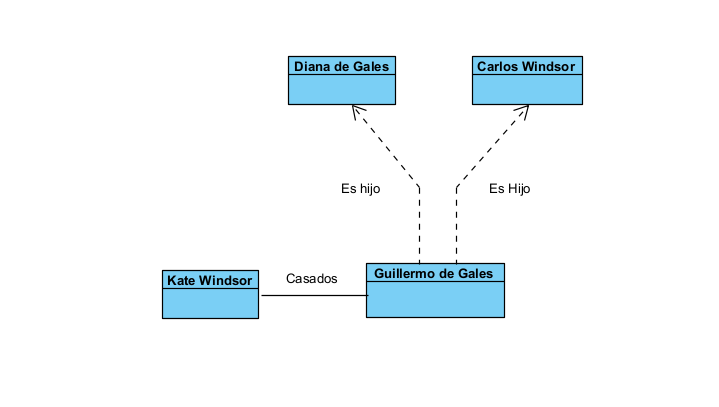 Diana de Gales
Carlos Windsor
Es hijo
Es Hijo
Kate Windsor
Casados
Guillermo de Gales